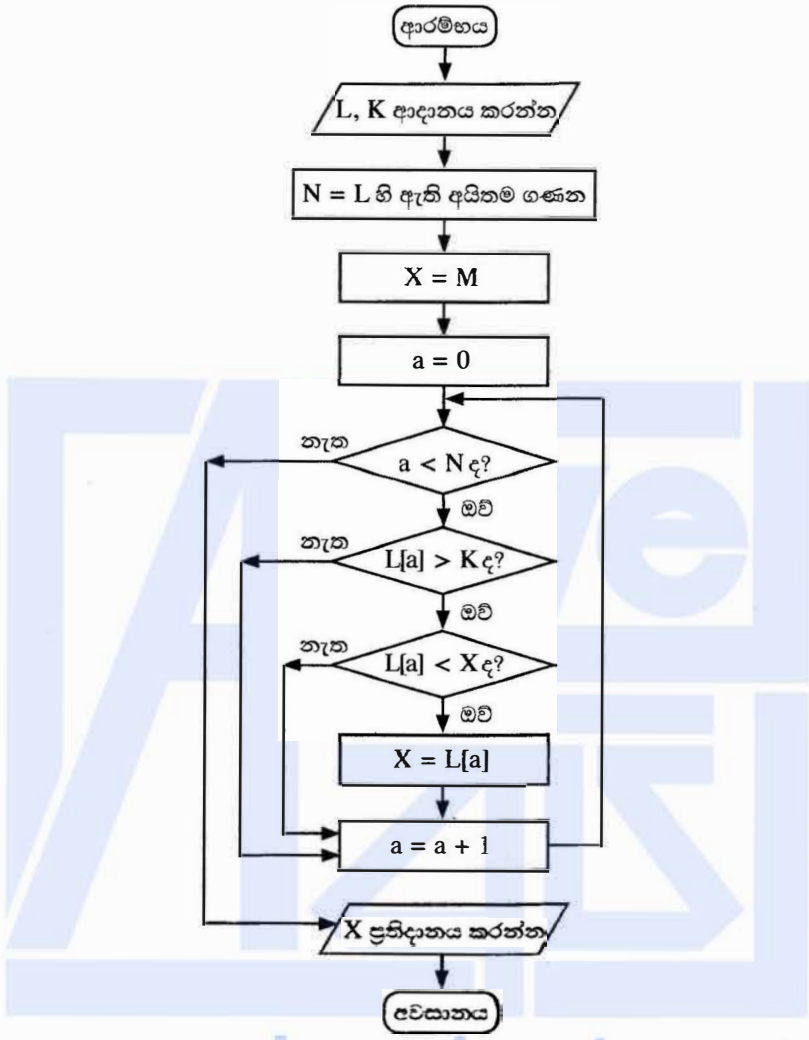 ආරම්භය
L, K ආදානය කරන්න
N = L හි ඇති අයිතම ගණන
X = M
a = 0
නැත
a < N ද?
ඔව්
නැත
L[a] > K ද?
ඔව්
නැත
L[a] < X ද?
ඔව්
X = L[a]
a = a + 1
X ප්‍රතිදානය කරන්න
අවසානය